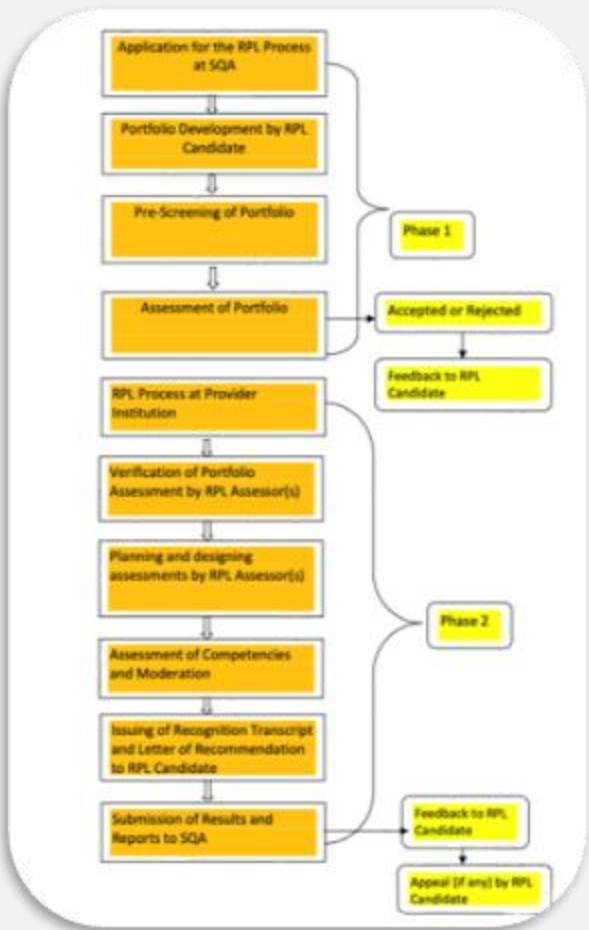 Application for the RPL Process
at SQA
Portfolio Development by RPL
Candidate
Pre-Screening of Portfolio
Phase 1
Assessment of Portfolio
Accepted or Rejected
Feedback to RPL
Candidate
RPL Process at Provider
Institution
Verification of Portfolio
Assessment by RPL Assessor(s)
Planning and designing
assessments by RPL Assessor(s)
Phase 2
Assessment of Competencies
and Moderation
Issuing of Recognition Transcript
and Letter of Recommendation
to RPL Candidate
Submission of Results and
Reports to SQA
Feedback to RPL
Candidate
Appeal (if any) by RPL
Candidate